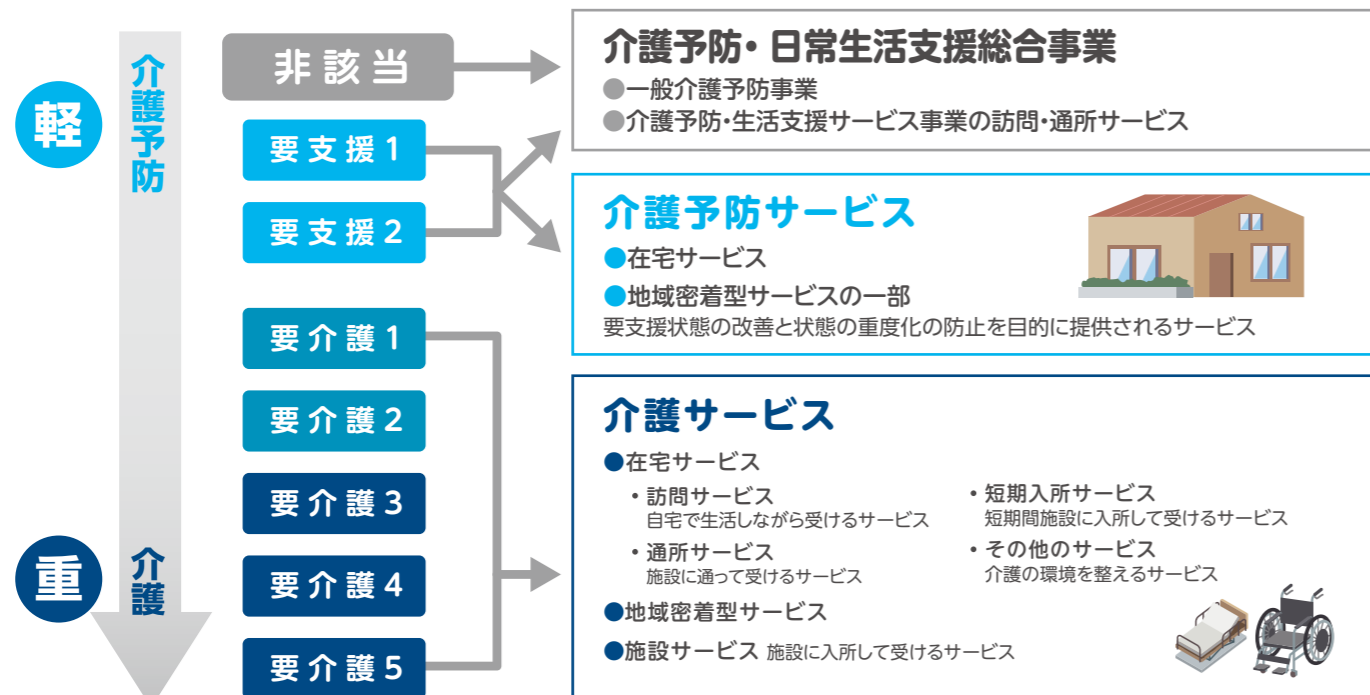 軽
介護予防
重
介護
非該当
要支援1
要支援2
要介護1
要介護2
要介護3
要介護4
要介護5
介護予防・日常生活支援総合事業
●一般介護予防事業
●介護予防・生活支援サービス事業の訪問・通所サービス
介護予防サービス
●在宅サービス
●地域密着型サービスの一部
要支援状態の改善と状態の重度化の防止を目的に提供されるサービス
介護サービス
●在宅サービス
・訪問サービス
自宅で生活しながら受けるサービス
・通所サービス
施設に通って受けるサービス
・短期入所サービス
短期間施設に入所して受けるサービス
・その他のサービス
介護の環境を整えるサービス
●地域密着型サービス
●施設サービス 施設に入所して受けるサービス